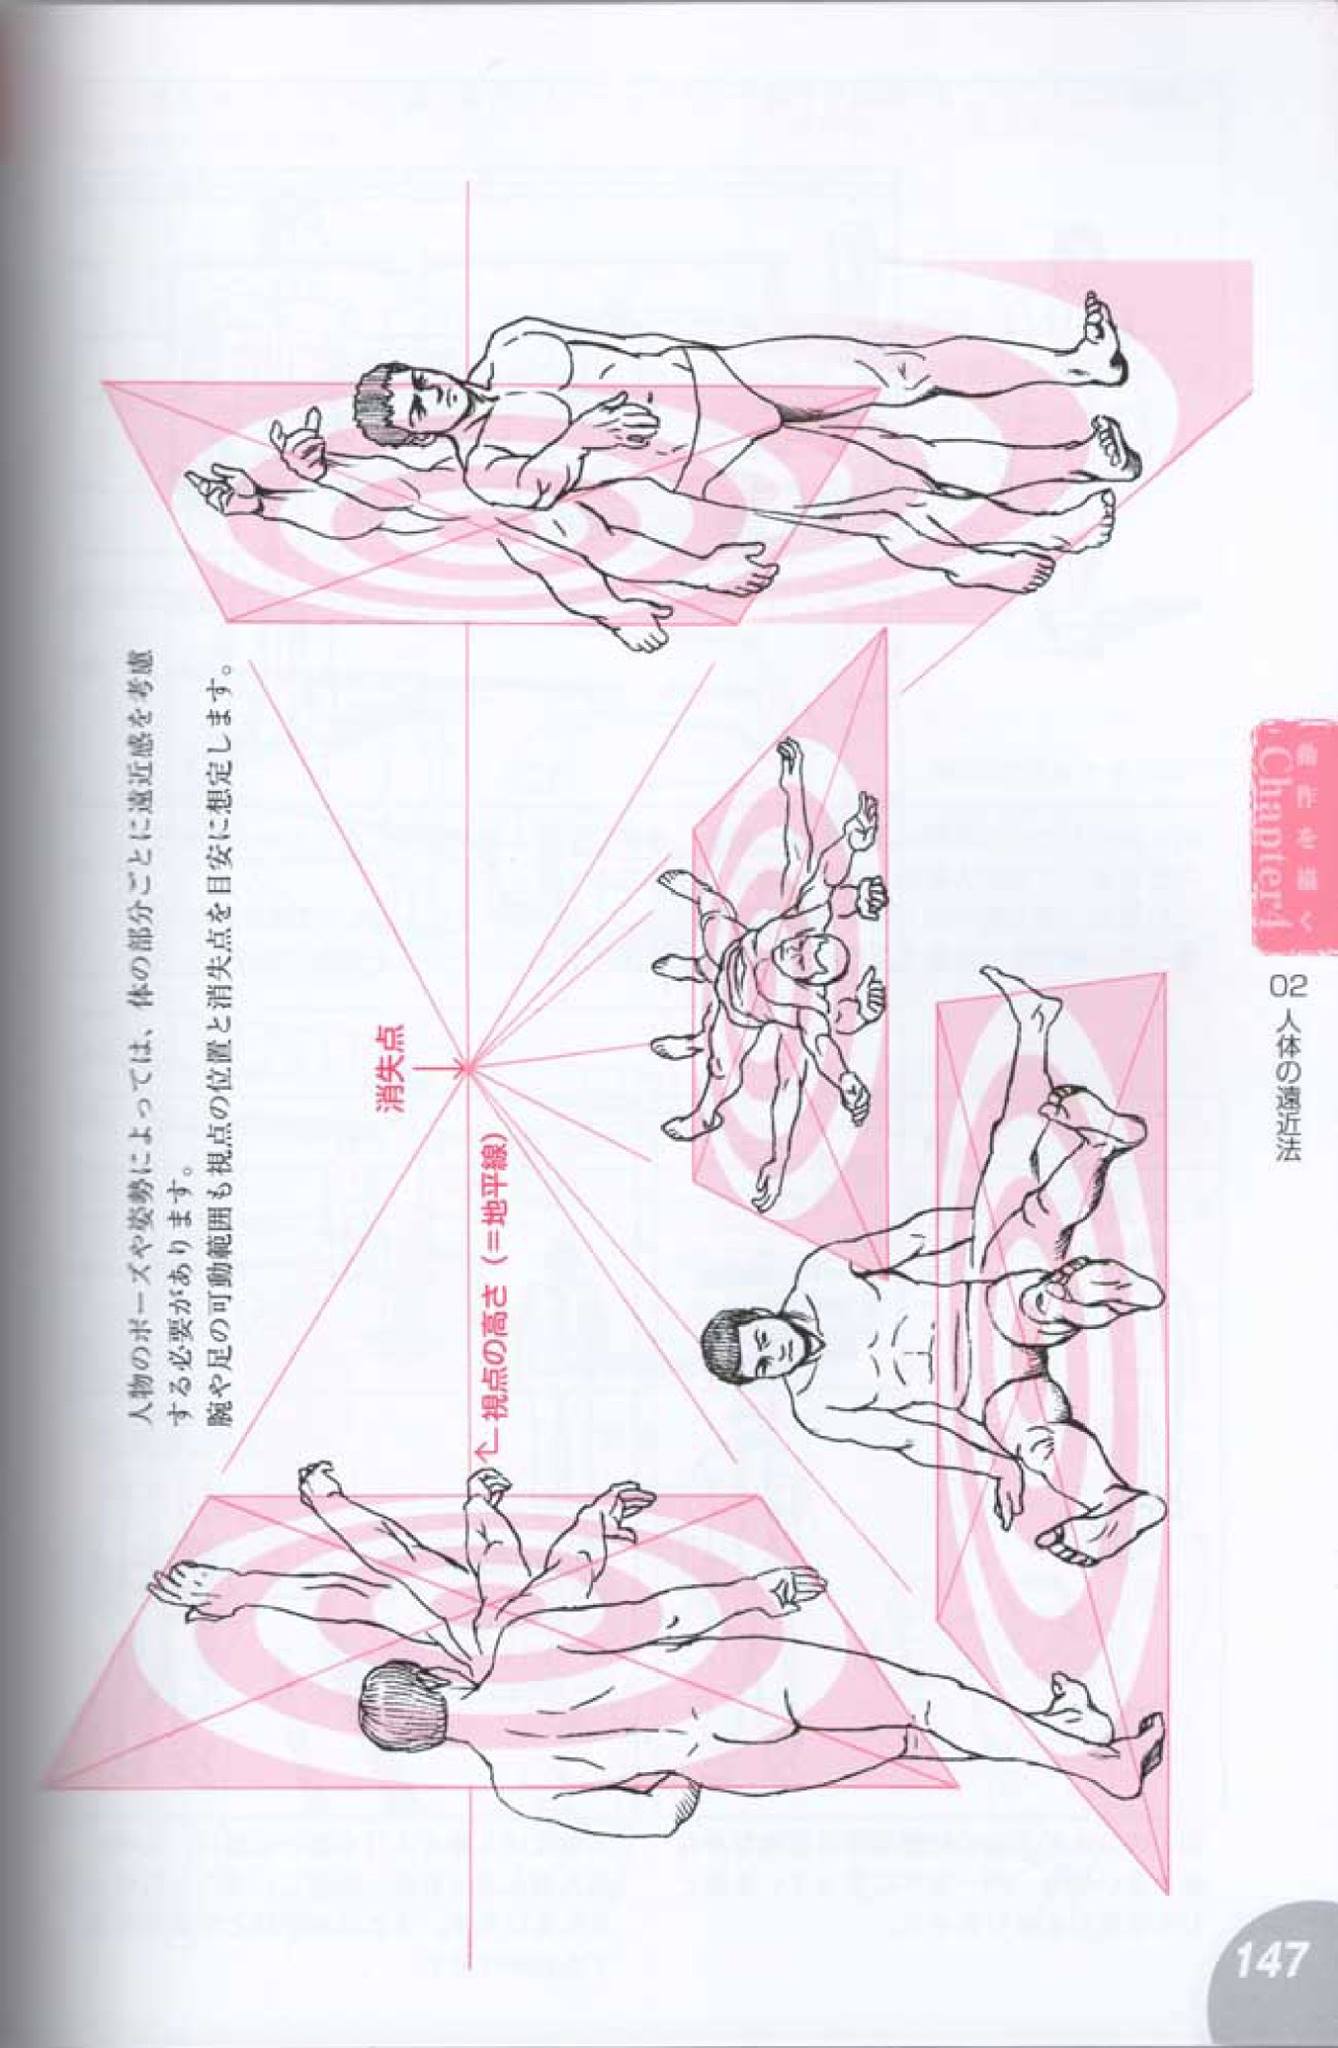 人物のポーズや姿勢によっては、体の部分ごとに遠近感を考慮
する必要があります。
腕や足の可動範囲も視点の位置と消失点を目安に想定します。
消失点
視点の高さ（＝地平線）
Chapter4
動作を描く
02 人体の遠近法
147